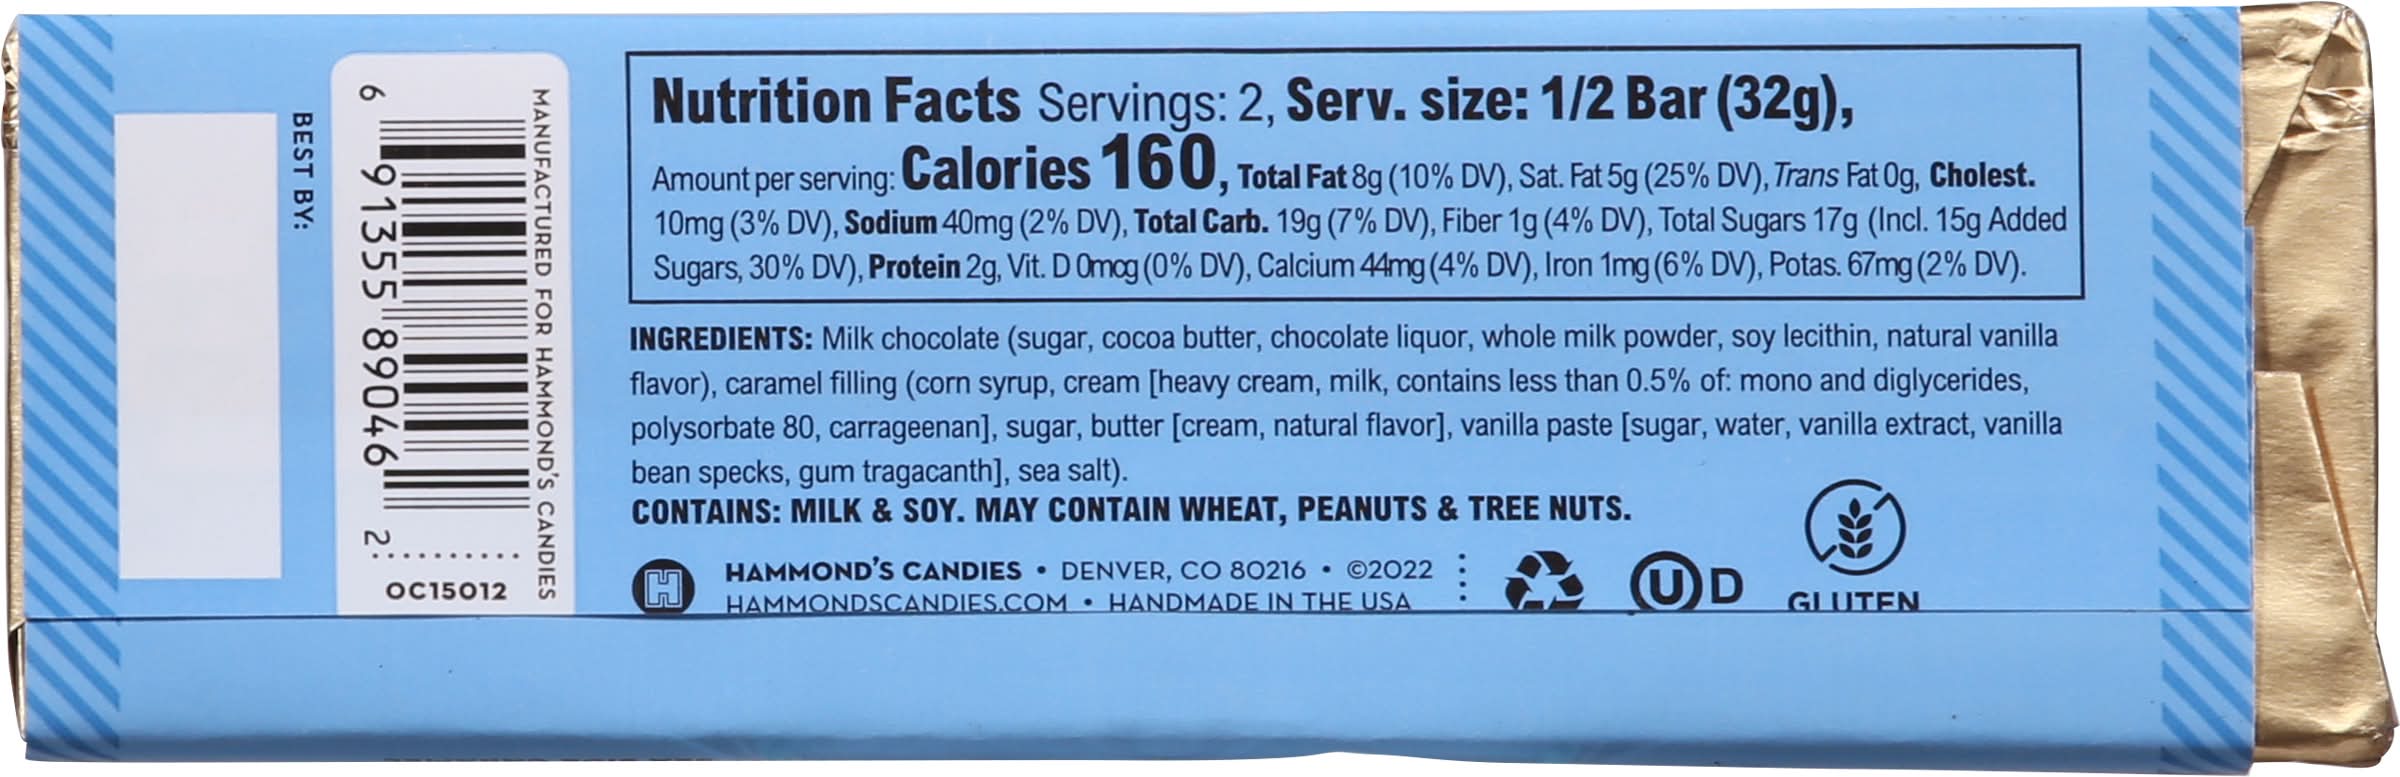 BEST BY:
6 91355 89046 2
MANUFACTURED FOR HAMMOND'S CANDIES
OC15012
Nutrition Facts Servings: 2, Serv. size: 1/2 Bar (32g),
Amount per serving: Calories 160, Total Fat 8g (10% DV), Sat. Fat 5g (25% DV), Trans Fat 0g, Cholest.
10mg (3% DV), Sodium 40mg (2% DV), Total Carb. 19g (7% DV), Fiber 1g (4% DV), Total Sugars 17g (Incl. 15g Added
Sugars, 30% DV), Protein 2g, Vit. D 0mcg (0% DV), Calcium 44mg (4% DV), Iron 1mg (6% DV), Potas. 67mg (2% DV).
INGREDIENTS: Milk chocolate (sugar, cocoa butter, chocolate liquor, whole milk powder, soy lecithin, natural vanilla
flavor), caramel filling (corn syrup, cream [heavy cream, milk, contains less than 0.5% of: mono and diglycerides,
polysorbate 80, carrageenan], sugar, butter [cream, natural flavor], vanilla paste [sugar, water, vanilla extract, vanilla
bean specks, gum tragacanth], sea salt).
CONTAINS: MILK & SOY. MAY CONTAIN WHEAT, PEANUTS & TREE NUTS.
H HAMMOND'S CANDIES • DENVER, CO 80216 • ©2022
HAMMONDSCANDIES.COM • HANDMADE IN THE USA
U D
GLUTEN